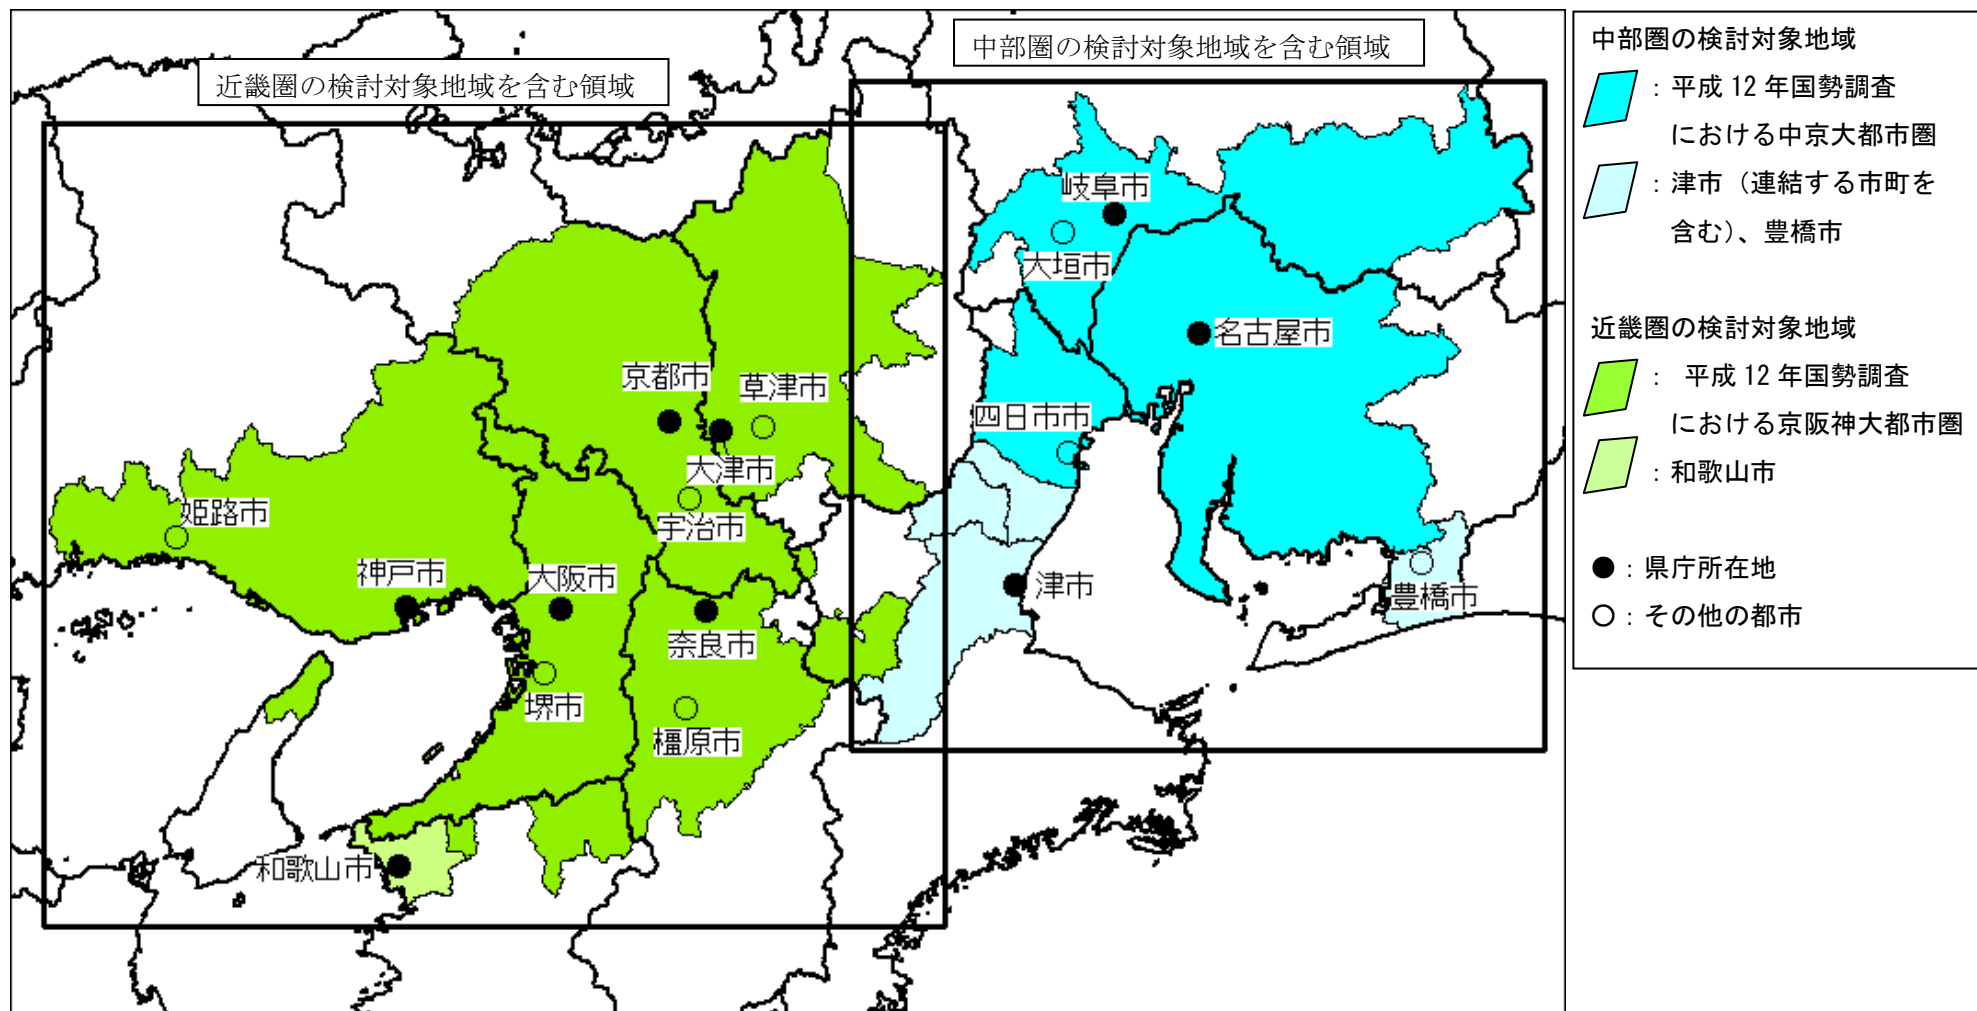 中部圏の検討対象地域を含む領域
近畿圏の検討対象地域を含む領域
岐阜市
大垣市
名古屋市
京都市
草津市
四日市市
大津市
姫路市
宇治市
神戸市
大阪市
津市
豊橋市
奈良市
堺市
橿原市
和歌山市
中部圏の検討対象地域
：平成12年国勢調査
における中京大都市圏
：津市（連結する市町を
含む）、豊橋市
近畿圏の検討対象地域
： 平成12年国勢調査
における京阪神大都市圏
：和歌山市
●：県庁所在地
○：その他の都市